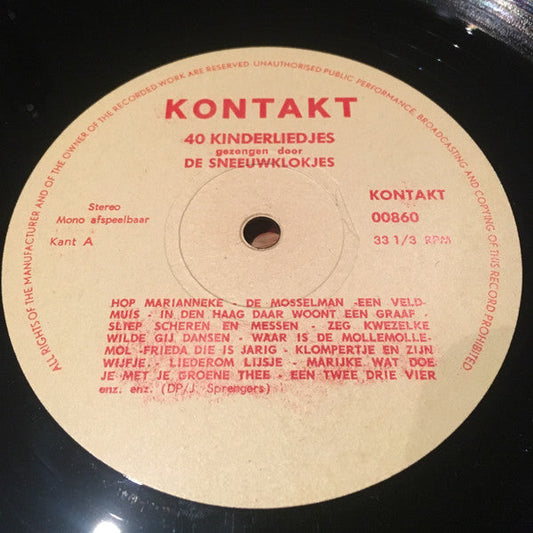 ALL RIGHTS OF THE MANUFACTURER AND OF THE OWNER OF THE RECORDED WORK ARE RESERVED. UNAUTHORISED PUBLIC PERFORMANCE, BROADCASTING AND COPYING OF THIS RECORD PROHIBITED.
KONTAKT
40 KINDERLIEDJES
gezongen door
DE SNEEUWKLOKJES
Stereo
Mono afspeelbaar
Kant A
KONTAKT
00860
33 1/3 RPM
HOP MARIANNEKE - DE MOSSELMAN -EEN VELD-
MUIS - IN DEN HAAG DAAR WOONT EEN GRAAF -
SLIEP SCHEREN EN MESSEN - ZEG KWEZELKE
WILDE GIJ DANSEN - WAAR IS DE MOLLEMOLLE-
MOL -FRIEDA DIE IS JARIG - KLOMPERTJE EN ZIJN
WIJFJE.- LIEDEROM LIJSJE - MARIJKE WAT DOE
JE MET JE GROENE THEE - EEN TWEE DRIE VIER
enz. enz. (DP/J. Sprengers)